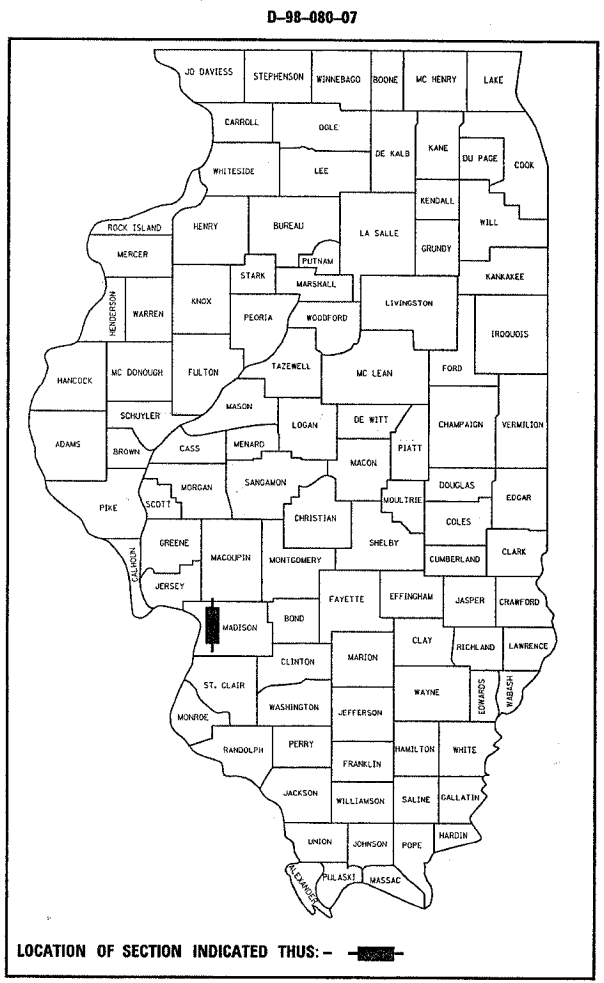 D-98-080-07
JO DAVIESS STEPHENSON WINNEBAGO BOONE MC HENRY LAKE
CARROLL OGLE
DE KALB KANE DU PAGE COOK
WHITESIDE LEE
KENDALL
ROCK ISLAND HENRY BUREAU LA SALLE WILL
MERCER PUTNAM GRUNDY
STARK MARSHALL KANKAKEE
HENDERSON WARREN KNOX PEORIA WOODFORD LIVINGSTON
IROQUOIS
HANCOCK MC DONOUGH FULTON TAZEWELL MC LEAN FORD
MASON
SCHUYLER LOGAN DE WITT CHAMPAIGN VERMILION
ADAMS BROWN CASS MENARD PIATT
MACON
PIKE SCOTT MORGAN SANGAMON MOULTRIE DOUGLAS EDGAR
CHRISTIAN COLES
GREENE MACOUPIN MONTGOMERY SHELBY CUMBERLAND CLARK
CALHOUN JERSEY
FAYETTE EFFINGHAM JASPER CRAWFORD
MADISON BOND
CLAY RICHLAND LAWRENCE
CLINTON MARION
ST. CLAIR WAYNE EDWARDS WABASH
MONROE WASHINGTON JEFFERSON
RANDOLPH PERRY HAMILTON WHITE
FRANKLIN
JACKSON WILLIAMSON SALINE GALLATIN
UNION JOHNSON POPE HARDIN
ALEXANDER PULASKI MASSAC
LOCATION OF SECTION INDICATED THUS: -